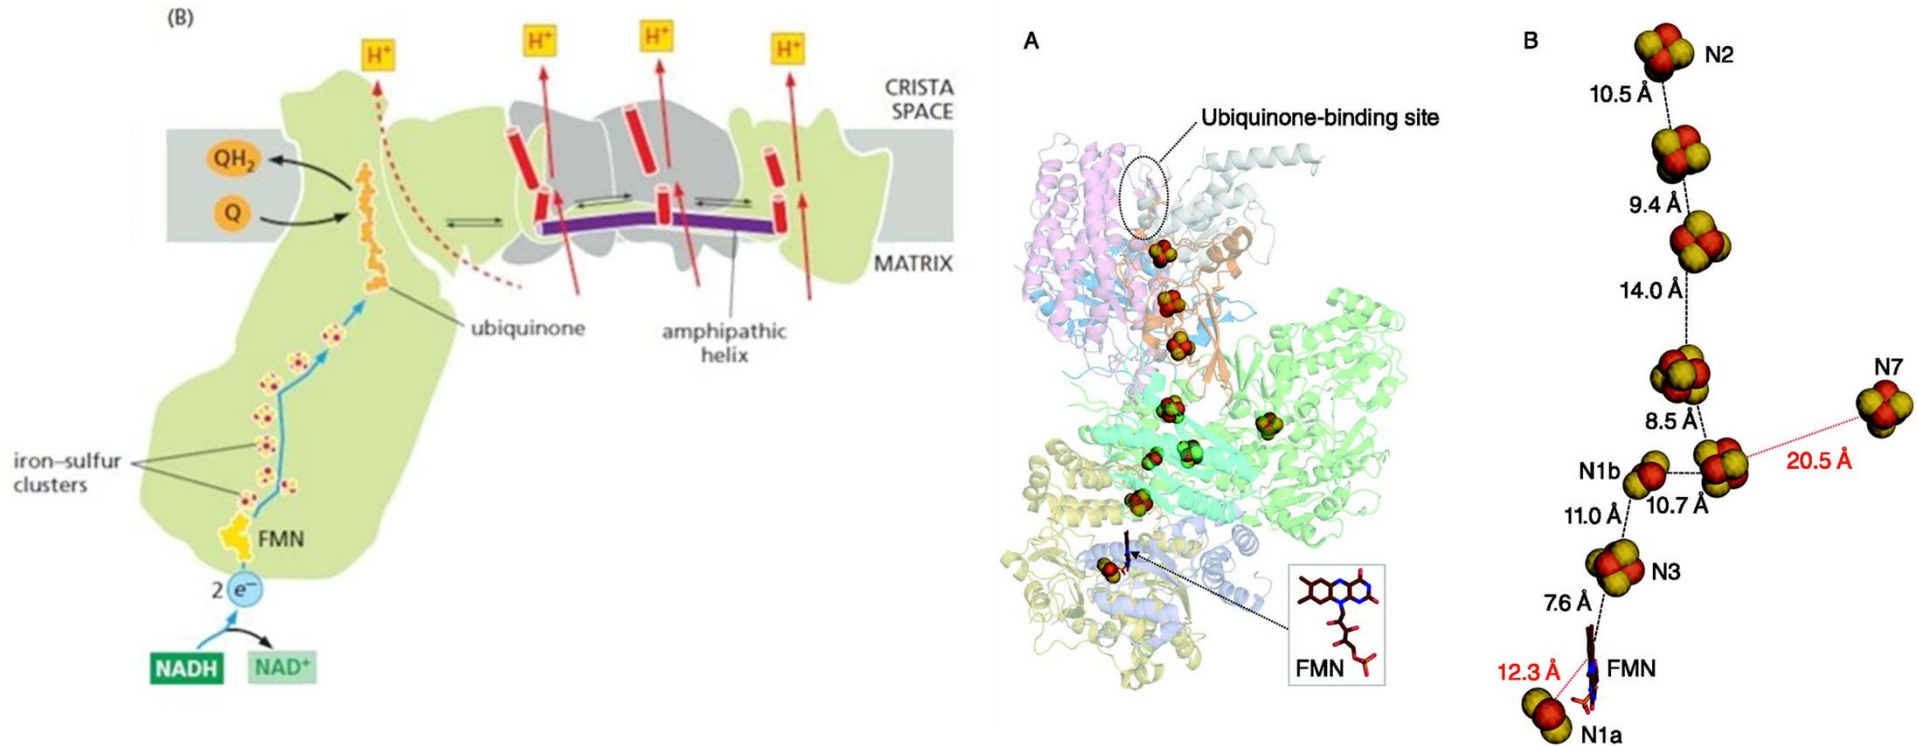 (B)
H⁺
H⁺
H⁺
H⁺
CRISTA
SPACE
QH₂
Q
MATRIX
ubiquinone
amphipathic
helix
iron–sulfur
clusters
FMN
2 e⁻
NADH
NAD⁺
A
Ubiquinone-binding site
FMN
B
N2
10.5 Å
9.4 Å
14.0 Å
N7
8.5 Å
20.5 Å
N1b
10.7 Å
11.0 Å
N3
7.6 Å
12.3 Å
FMN
N1a